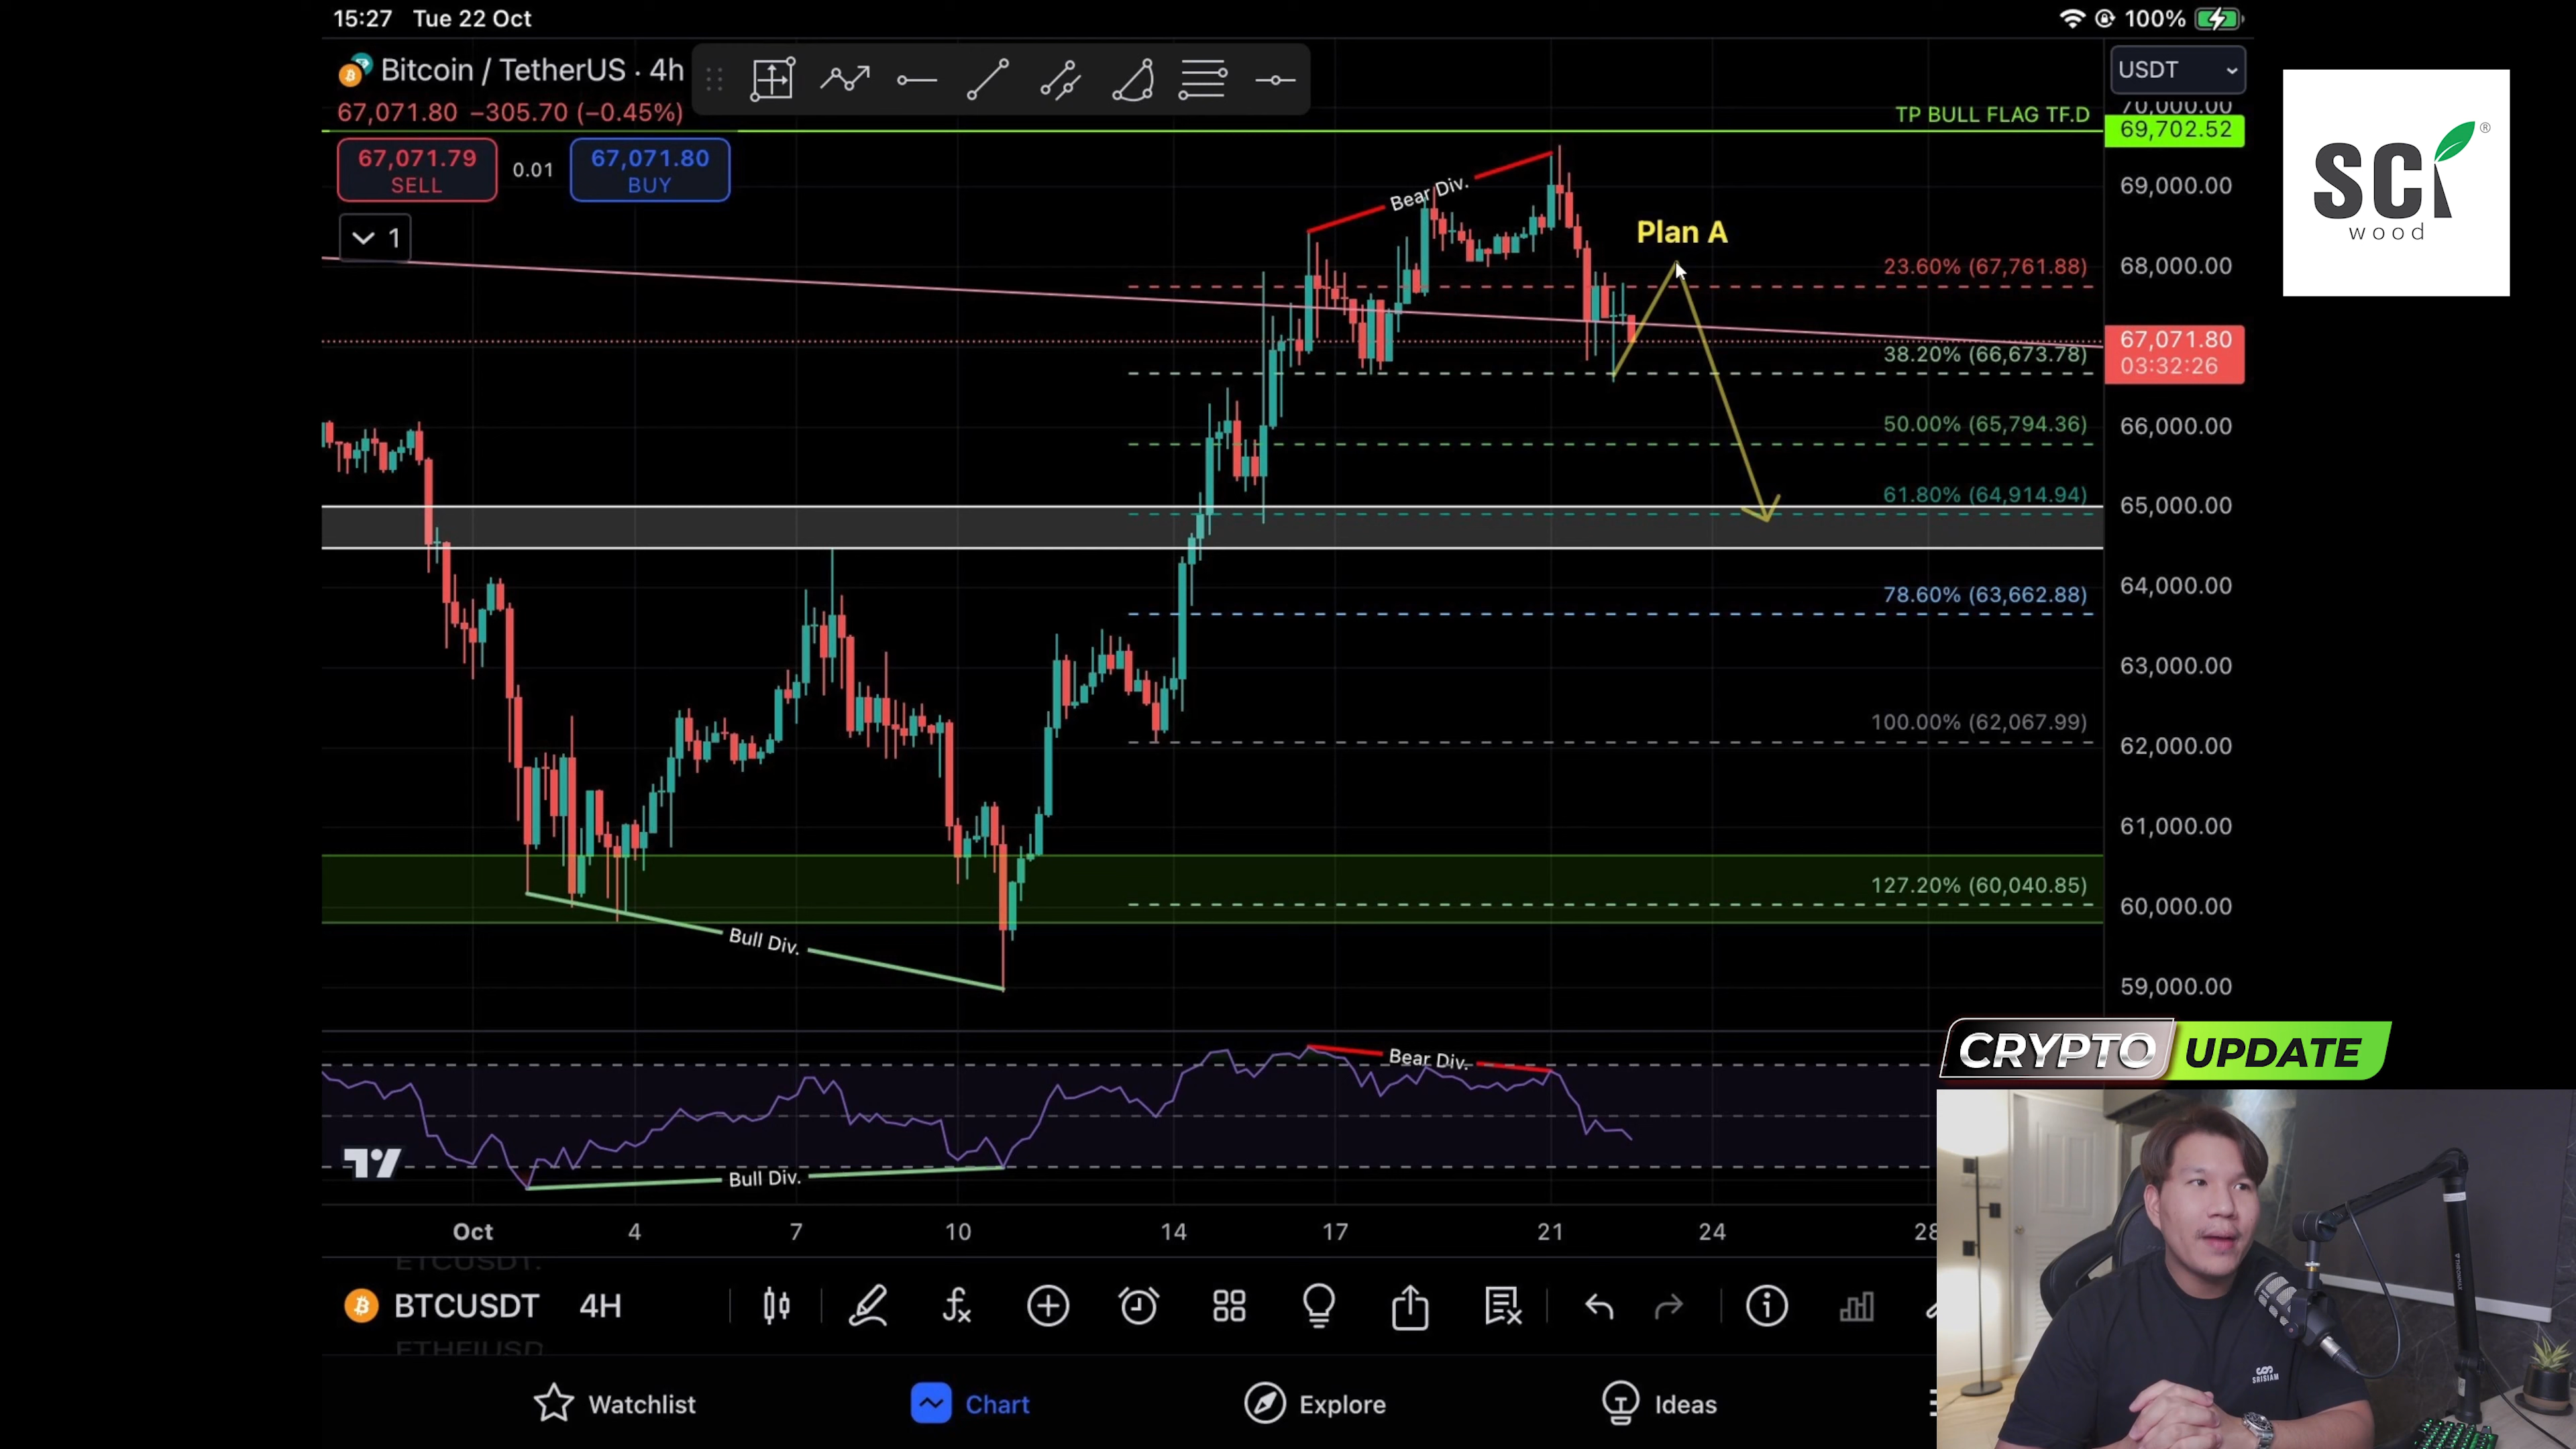 15:27 Tue 22 Oct
100%
Bitcoin / TetherUS · 4h
67,071.80 −305.70 (−0.45%)
67,071.79
SELL
0.01
67,071.80
BUY
1
USDT
70,000.00
TP BULL FLAG TF.D
69,702.52
69,000.00
Bear Div.
Plan A
23.60% (67,761.88)
68,000.00
67,071.80
03:32:26
38.20% (66,673.78)
50.00% (65,794.36)
66,000.00
61.80% (64,914.94)
65,000.00
78.60% (63,662.88)
64,000.00
63,000.00
100.00% (62,067.99)
62,000.00
61,000.00
127.20% (60,040.85)
60,000.00
Bull Div.
59,000.00
Bear Div.
Bull Div.
Oct 4 7 10 14 17 21 24 28
ETCUSDT.
BTCUSDT 4H
Watchlist
Chart
Explore
Ideas
SCi
®
wood
CRYPTO UPDATE
SRISIAM